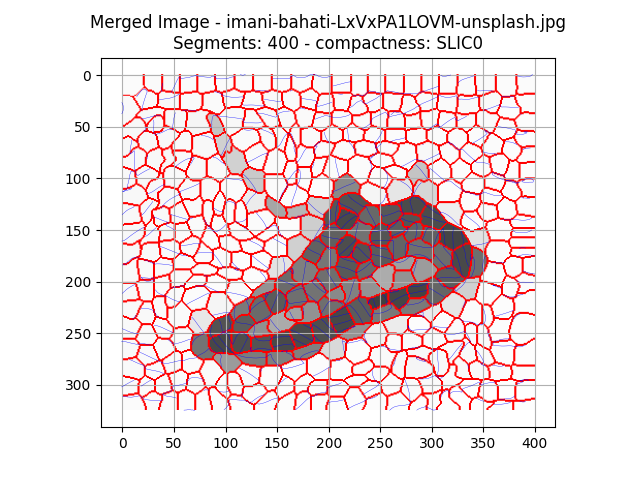 Merged Image - imani-bahati-LxVxPA1LOVM-unsplash.jpg
Segments: 400 - compactness: SLIC0
0
50
100
150
200
250
300
0 50 100 150 200 250 300 350 400